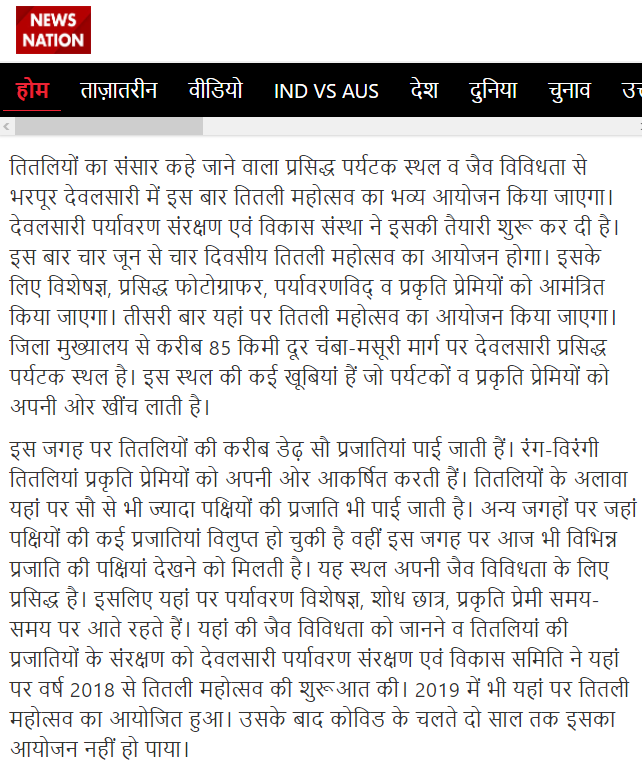 NEWS
NATION
होम ताज़ातरीन वीडियो IND VS AUS देश दुनिया चुनाव
तितलियों का संसार कहे जाने वाला प्रसिद्ध पर्यटक स्थल व जैव विविधता से
भरपूर देवलसारी में इस बार तितली महोत्सव का भव्य आयोजन किया जाएगा।
देवलसारी पर्यावरण संरक्षण एवं विकास संस्था ने इसकी तैयारी शुरू कर दी है।
इस बार चार जून से चार दिवसीय तितली महोत्सव का आयोजन होगा। इसके
लिए विशेषज्ञ, प्रसिद्ध फोटोग्राफर, पर्यावरणविद् व प्रकृति प्रेमियों को आमंत्रित
किया जाएगा। तीसरी बार यहां पर तितली महोत्सव का आयोजन किया जाएगा।
जिला मुख्यालय से करीब 85 किमी दूर चंबा-मसूरी मार्ग पर देवलसारी प्रसिद्ध
पर्यटक स्थल है। इस स्थल की कई खूबियां हैं जो पर्यटकों व प्रकृति प्रेमियों को
अपनी ओर खींच लाती है।
इस जगह पर तितलियों की करीब डेढ़ सौ प्रजातियां पाई जाती हैं। रंग-विरंगी
तितलियां प्रकृति प्रेमियों को अपनी ओर आकर्षित करती हैं। तितलियों के अलावा
यहां पर सौ से भी ज्यादा पक्षियों की प्रजाति भी पाई जाती है। अन्य जगहों पर जहां
पक्षियों की कई प्रजातियां विलुप्त हो चुकी है वहीं इस जगह पर आज भी विभिन्न
प्रजाति की पक्षियां देखने को मिलती है। यह स्थल अपनी जैव विविधता के लिए
प्रसिद्ध है। इसलिए यहां पर पर्यावरण विशेषज्ञ, शोध छात्र, प्रकृति प्रेमी समय-
समय पर आते रहते हैं। यहां की जैव विविधता को जानने व तितलियां की
प्रजातियों के संरक्षण को देवलसारी पर्यावरण संरक्षण एवं विकास समिति ने यहां
पर वर्ष 2018 से तितली महोत्सव की शुरूआत की। 2019 में भी यहां पर तितली
महोत्सव का आयोजित हुआ। उसके बाद कोविड के चलते दो साल तक इसका
आयोजन नहीं हो पाया।